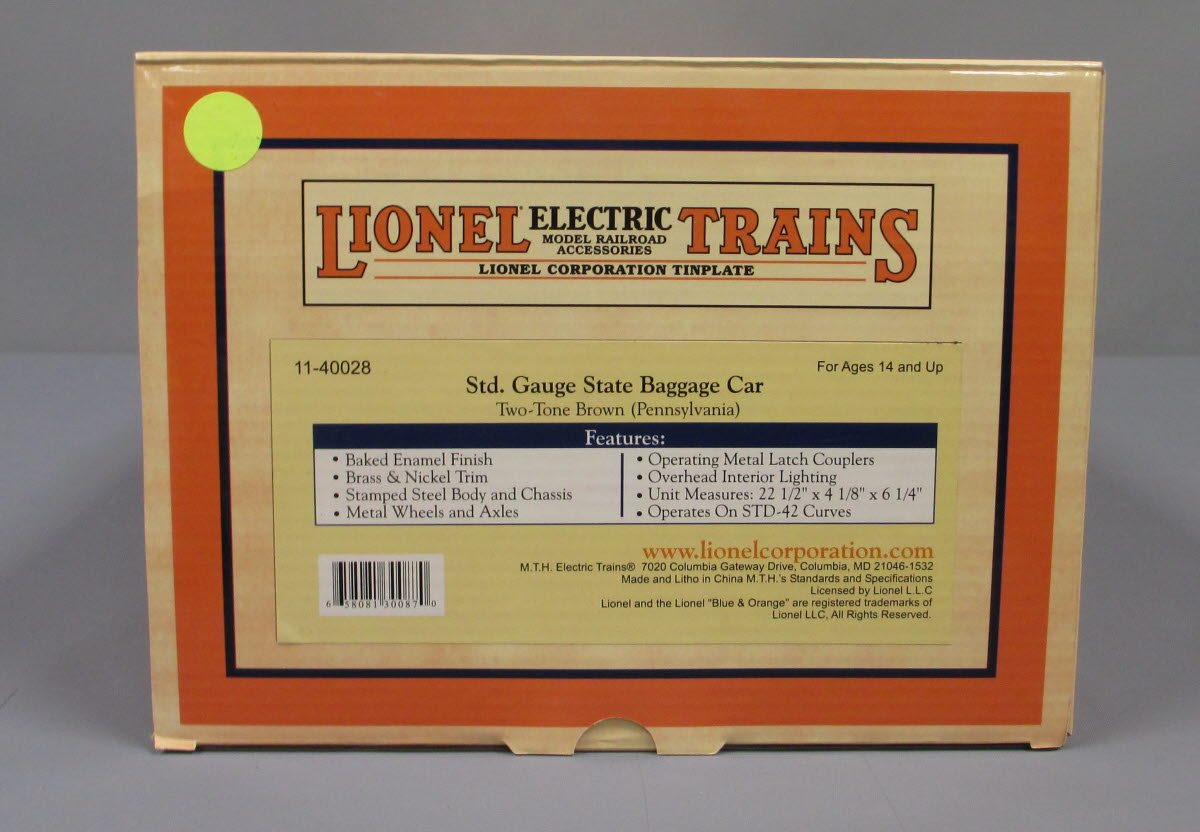 LIONEL® ELECTRIC TRAINS
MODEL RAILROAD
ACCESSORIES
LIONEL CORPORATION TINPLATE
11-40028
For Ages 14 and Up
Std. Gauge State Baggage Car
Two-Tone Brown (Pennsylvania)
Features:
• Baked Enamel Finish
• Brass & Nickel Trim
• Stamped Steel Body and Chassis
• Metal Wheels and Axles
• Operating Metal Latch Couplers
• Overhead Interior Lighting
• Unit Measures: 22 1/2" x 4 1/8" x 6 1/4"
• Operates On STD-42 Curves
www.lionelcorporation.com
M.T.H. Electric Trains® 7020 Columbia Gateway Drive, Columbia, MD 21046-1532
Made and Litho in China M.T.H.'s Standards and Specifications
Licensed by Lionel L.L.C
Lionel and the Lionel "Blue & Orange" are registered trademarks of
Lionel LLC, All Rights Reserved.
6 58081 30087 0